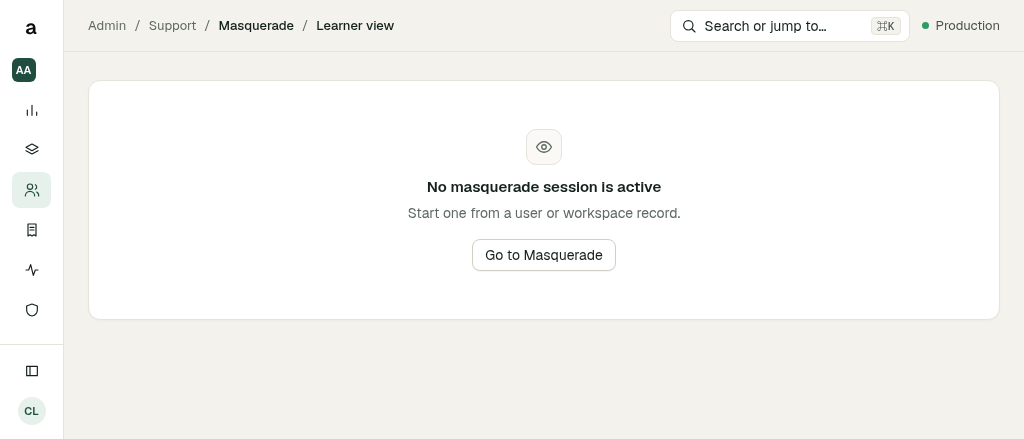 a
Admin / Support / Masquerade / Learner view
Search or jump to... ⌘K
Production
AA
No masquerade session is active
Start one from a user or workspace record.
Go to Masquerade
CL